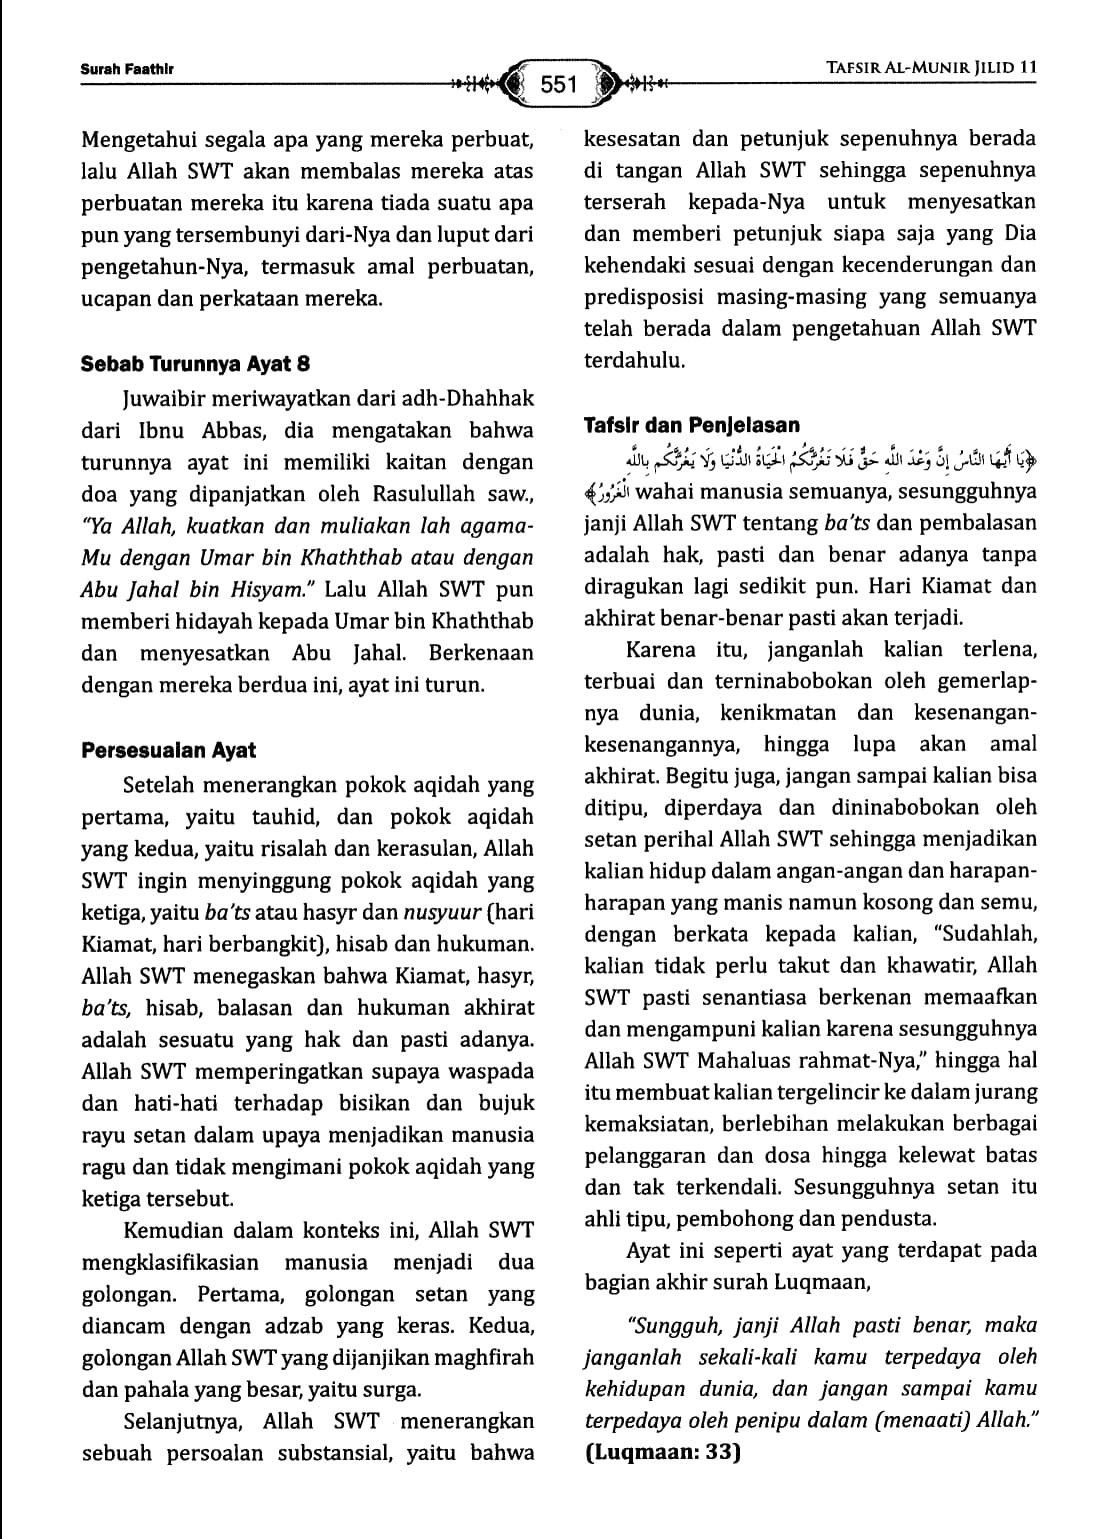 Surah Faathir
551
TAFSIR AL-MUNIR JILID 11
Mengetahui segala apa yang mereka perbuat,
lalu Allah SWT akan membalas mereka atas
perbuatan mereka itu karena tiada suatu apa
pun yang tersembunyi dari-Nya dan luput dari
pengetahun-Nya, termasuk amal perbuatan,
ucapan dan perkataan mereka.
Sebab Turunnya Ayat 8
Juwaibir meriwayatkan dari adh-Dhahhak
dari Ibnu Abbas, dia mengatakan bahwa
turunnya ayat ini memiliki kaitan dengan
doa yang dipanjatkan oleh Rasulullah saw.,
“Ya Allah, kuatkan dan muliakan lah agama-
Mu dengan Umar bin Khaththab atau dengan
Abu Jahal bin Hisyam.” Lalu Allah SWT pun
memberi hidayah kepada Umar bin Khaththab
dan menyesatkan Abu Jahal. Berkenaan
dengan mereka berdua ini, ayat ini turun.
Persesuaian Ayat
Setelah menerangkan pokok aqidah yang
pertama, yaitu tauhid, dan pokok aqidah
yang kedua, yaitu risalah dan kerasulan, Allah
SWT ingin menyinggung pokok aqidah yang
ketiga, yaitu ba’ts atau hasyr dan nusyuur (hari
Kiamat, hari berbangkit), hisab dan hukuman.
Allah SWT menegaskan bahwa Kiamat, hasyr,
ba’ts, hisab, balasan dan hukuman akhirat
adalah sesuatu yang hak dan pasti adanya.
Allah SWT memperingatkan supaya waspada
dan hati-hati terhadap bisikan dan bujuk
rayu setan dalam upaya menjadikan manusia
ragu dan tidak mengimani pokok aqidah yang
ketiga tersebut.
Kemudian dalam konteks ini, Allah SWT
mengklasifikasian manusia menjadi dua
golongan. Pertama, golongan setan yang
diancam dengan adzab yang keras. Kedua,
golongan Allah SWT yang dijanjikan maghfirah
dan pahala yang besar, yaitu surga.
Selanjutnya, Allah SWT menerangkan
sebuah persoalan substansial, yaitu bahwa
kesesatan dan petunjuk sepenuhnya berada
di tangan Allah SWT sehingga sepenuhnya
terserah kepada-Nya untuk menyesatkan
dan memberi petunjuk siapa saja yang Dia
kehendaki sesuai dengan kecenderungan dan
predisposisi masing-masing yang semuanya
telah berada dalam pengetahuan Allah SWT
terdahulu.
Tafsir dan Penjelasan
﴿يَا أَيُّهَا النَّاسُ إِنَّ وَعْدَ اللَّهِ حَقٌّ فَلَا تَغُرَّنَّكُمُ الْحَيَاةُ الدُّنْيَا وَلَا يَغُرَّنَّكُم بِاللَّهِ
الْغَرُورُ﴾ wahai manusia semuanya, sesungguhnya
janji Allah SWT tentang ba’ts dan pembalasan
adalah hak, pasti dan benar adanya tanpa
diragukan lagi sedikit pun. Hari Kiamat dan
akhirat benar-benar pasti akan terjadi.
Karena itu, janganlah kalian terlena,
terbuai dan terninabobokan oleh gemerlap-
nya dunia, kenikmatan dan kesenangan-
kesenangannya, hingga lupa akan amal
akhirat. Begitu juga, jangan sampai kalian bisa
ditipu, diperdaya dan dininabobokan oleh
setan perihal Allah SWT sehingga menjadikan
kalian hidup dalam angan-angan dan harapan-
harapan yang manis namun kosong dan semu,
dengan berkata kepada kalian, “Sudahlah,
kalian tidak perlu takut dan khawatir, Allah
SWT pasti senantiasa berkenan memaafkan
dan mengampuni kalian karena sesungguhnya
Allah SWT Mahaluas rahmat-Nya,” hingga hal
itu membuat kalian tergelincir ke dalam jurang
kemaksiatan, berlebihan melakukan berbagai
pelanggaran dan dosa hingga kelewat batas
dan tak terkendali. Sesungguhnya setan itu
ahli tipu, pembohong dan pendusta.
Ayat ini seperti ayat yang terdapat pada
bagian akhir surah Luqmaan,
“Sungguh, janji Allah pasti benar, maka
janganlah sekali-kali kamu terpedaya oleh
kehidupan dunia, dan jangan sampai kamu
terpedaya oleh penipu dalam (menaati) Allah.”
(Luqmaan: 33)